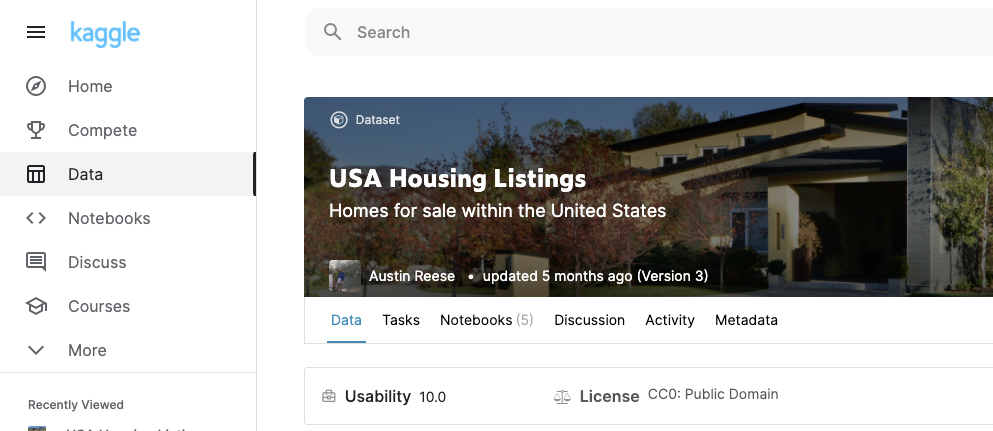 kaggle
Search
Home
Compete
Data
Notebooks
Discuss
Courses
More
Recently Viewed
Dataset
USA Housing Listings
Homes for sale within the United States
Austin Reese • updated 5 months ago (Version 3)
Data Tasks Notebooks (5) Discussion Activity Metadata
Usability 10.0 License CC0: Public Domain